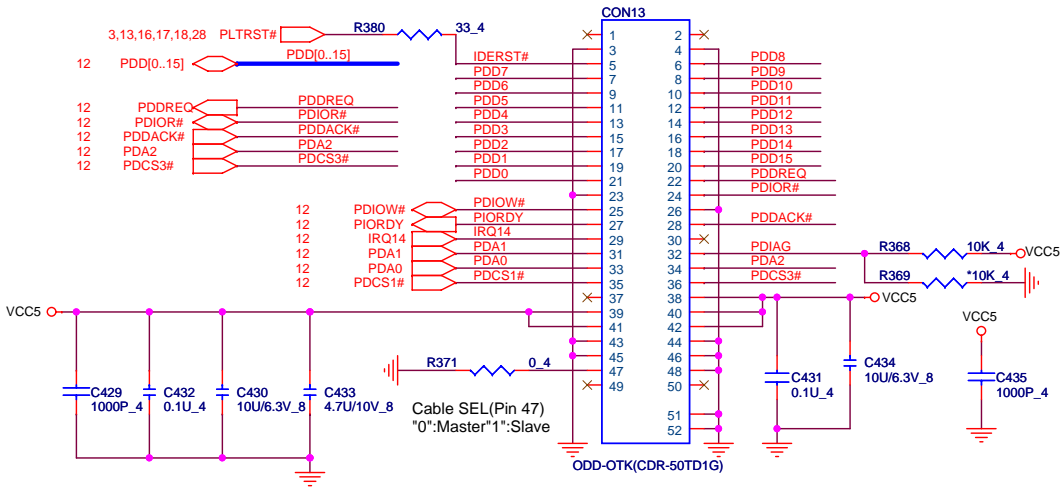 CON13
3,13,16,17,18,28 PLTRST# R380 33_4
12 PDD[0..15] PDD[0..15]
12 PDDREQ PDDREQ
12 PDIOR# PDIOR#
12 PDDACK# PDDACK#
12 PDA2 PDA2
12 PDCS3# PDCS3#
1 2
3 4
IDERST# 5 6 PDD8
PDD7 7 8 PDD9
PDD6 9 10 PDD10
PDD5 11 12 PDD11
PDD4 13 14 PDD12
PDD3 15 16 PDD13
PDD2 17 18 PDD14
PDD1 19 20 PDD15
PDD0 21 22 PDDREQ
23 24 PDIOR#
12 PDIOW# PDIOW# 25 26
12 PIORDY PIORDY 27 28 PDDACK#
12 IRQ14 IRQ14 29 30
12 PDA1 PDA1 31 32 PDIAG R368 10K_4 VCC5
12 PDA0 PDA0 33 34 PDA2
12 PDCS1# PDCS1# 35 36 PDCS3# R369 *10K_4
37 38 VCC5
VCC5 39 40
41 42
43 44
45 46
R371 0_4 47 48
49 50
51
52
VCC5
C429
1000P_4
C432
0.1U_4
C430
10U/6.3V_8
C433
4.7U/10V_8
Cable SEL(Pin 47)
"0":Master"1":Slave
C431
0.1U_4
C434
10U/6.3V_8
C435
1000P_4
ODD-OTK(CDR-50TD1G)